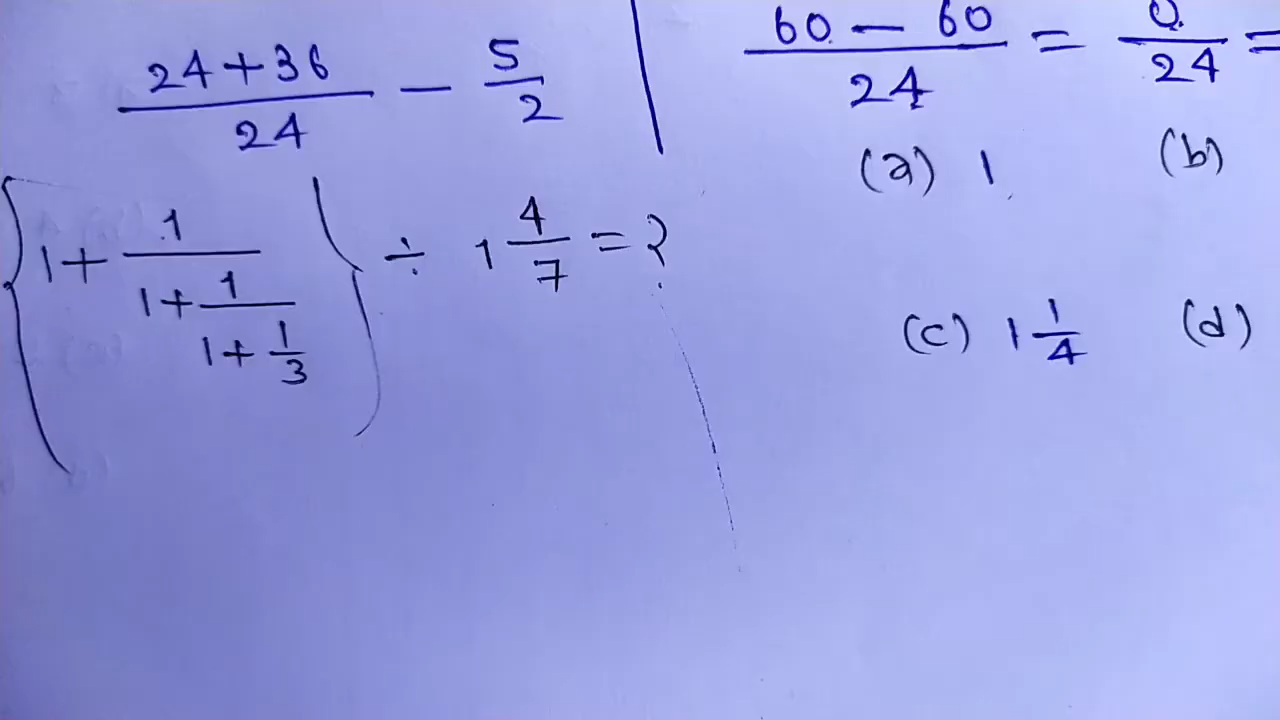 (24+36)/24 − 5/2
(60 − 60)/24 = 0/24 =
{1 + 1/(1 + 1/(1 + 1/3))} ÷ 1 4/7 = ?
(a) 1 (b)
(c) 1 1/4 (d)